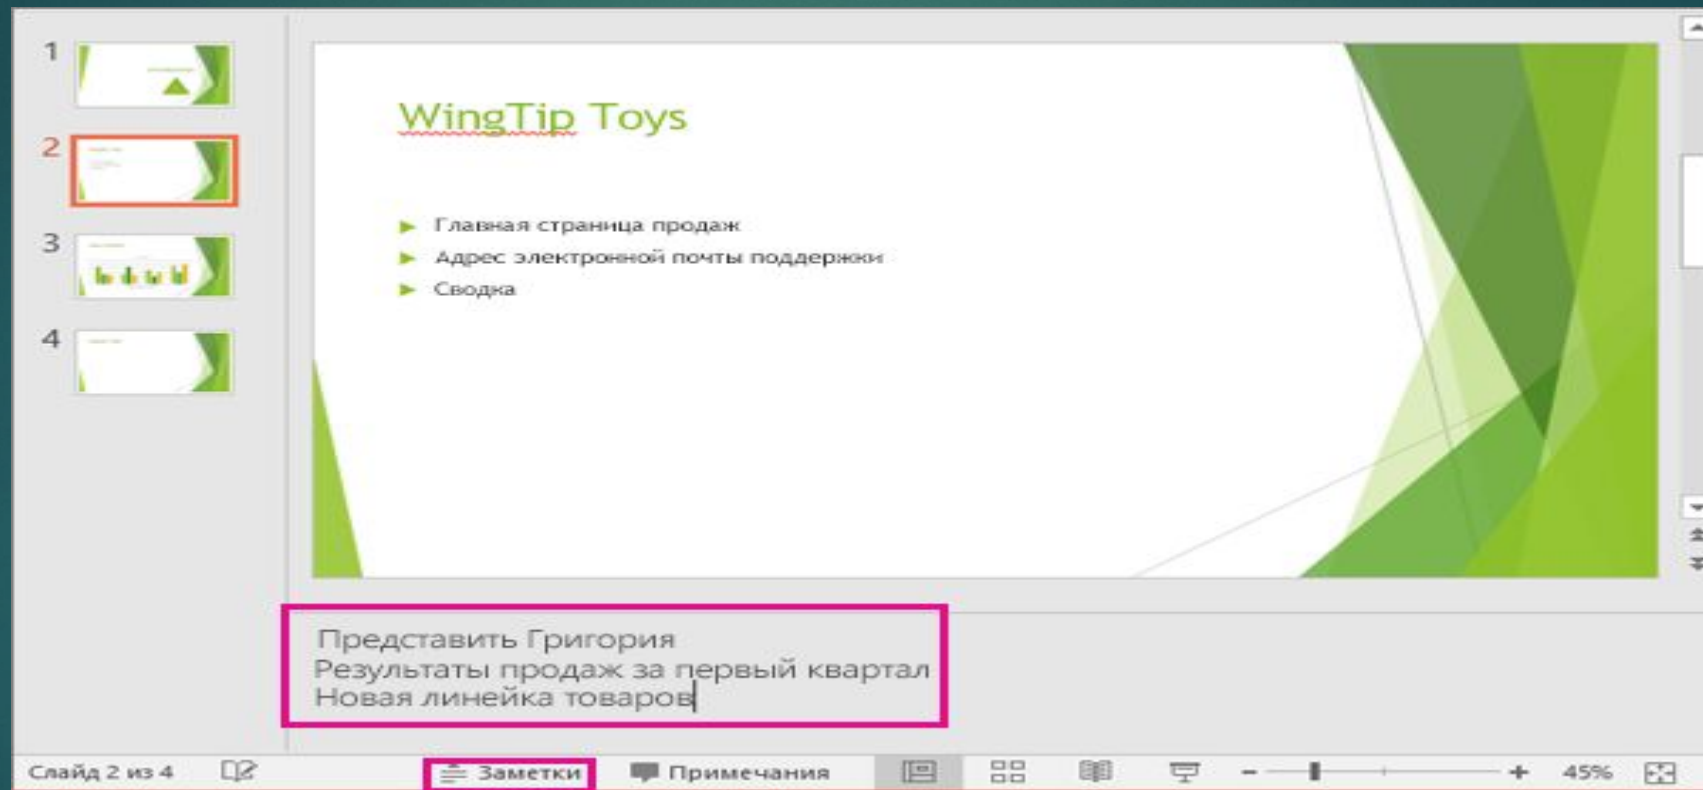 1
2
3
4
WingTip Toys
Главная страница продаж
Адрес электронной почты поддержки
Сводка
Представить Григория
Результаты продаж за первый квартал
Новая линейка товаров
Слайд 2 из 4 Заметки Примечания 45%